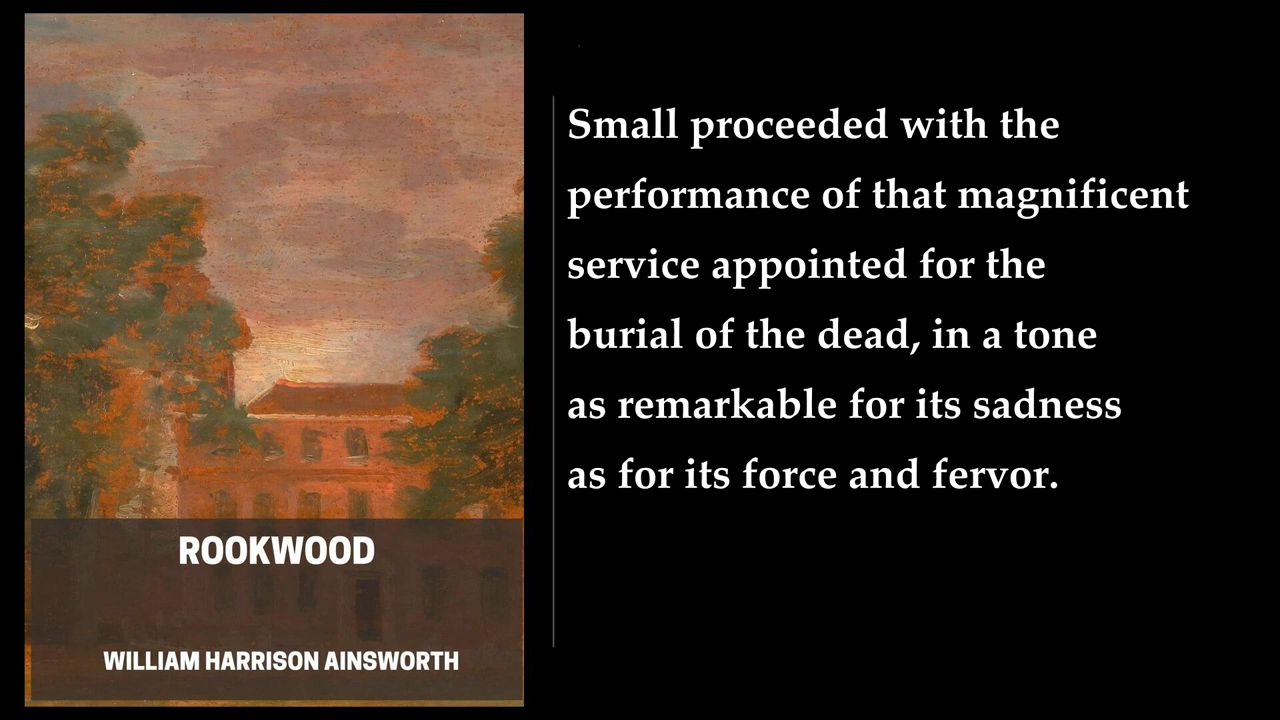 ROOKWOOD
WILLIAM HARRISON AINSWORTH
Small proceeded with the
performance of that magnificent
service appointed for the
burial of the dead, in a tone
as remarkable for its sadness
as for its force and fervor.